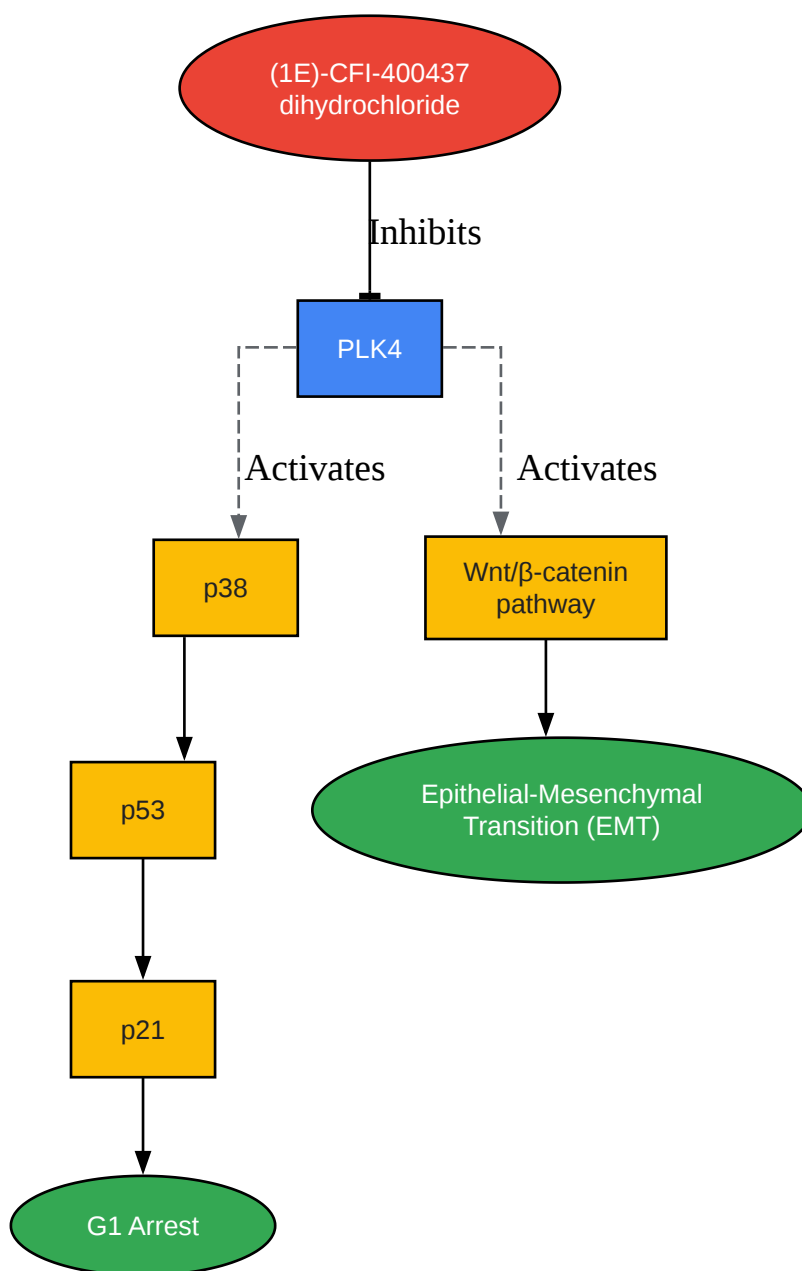 (1E)-CFI-400437
dihydrochloride
Inhibits
PLK4
Activates
Activates
p38
Wnt/β-catenin
pathway
p53
Epithelial-Mesenchymal
Transition (EMT)
p21
G1 Arrest